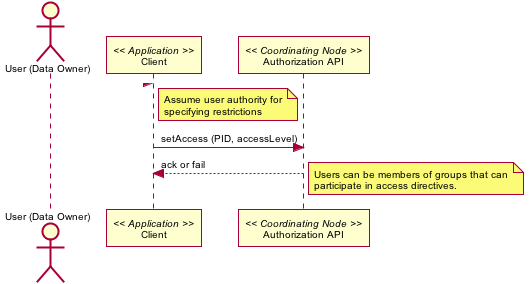 << Application >>
Client
<< Coordinating Node >>
Authorization API
User (Data Owner)
Assume user authority for
specifying restrictions
setAccess (PID, accessLevel)
ack or fail
Users can be members of groups that can
participate in access directives.
User (Data Owner)
<< Application >>
Client
<< Coordinating Node >>
Authorization API